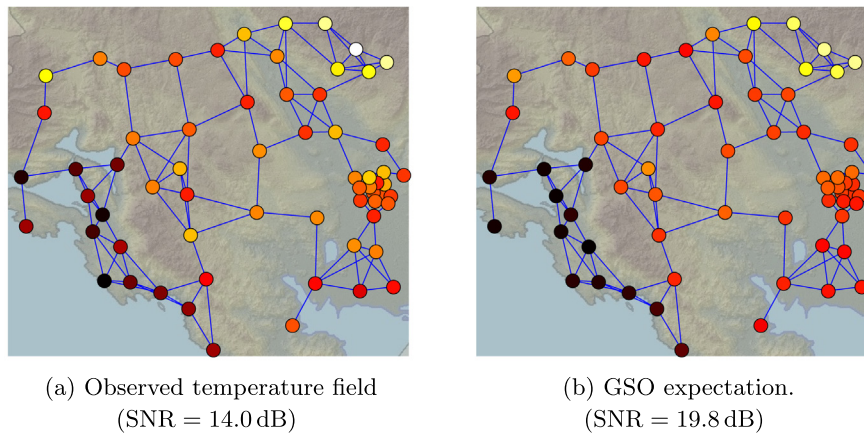 (a) Observed temperature field
(SNR = 14.0 dB)
(b) GSO expectation.
(SNR = 19.8 dB)